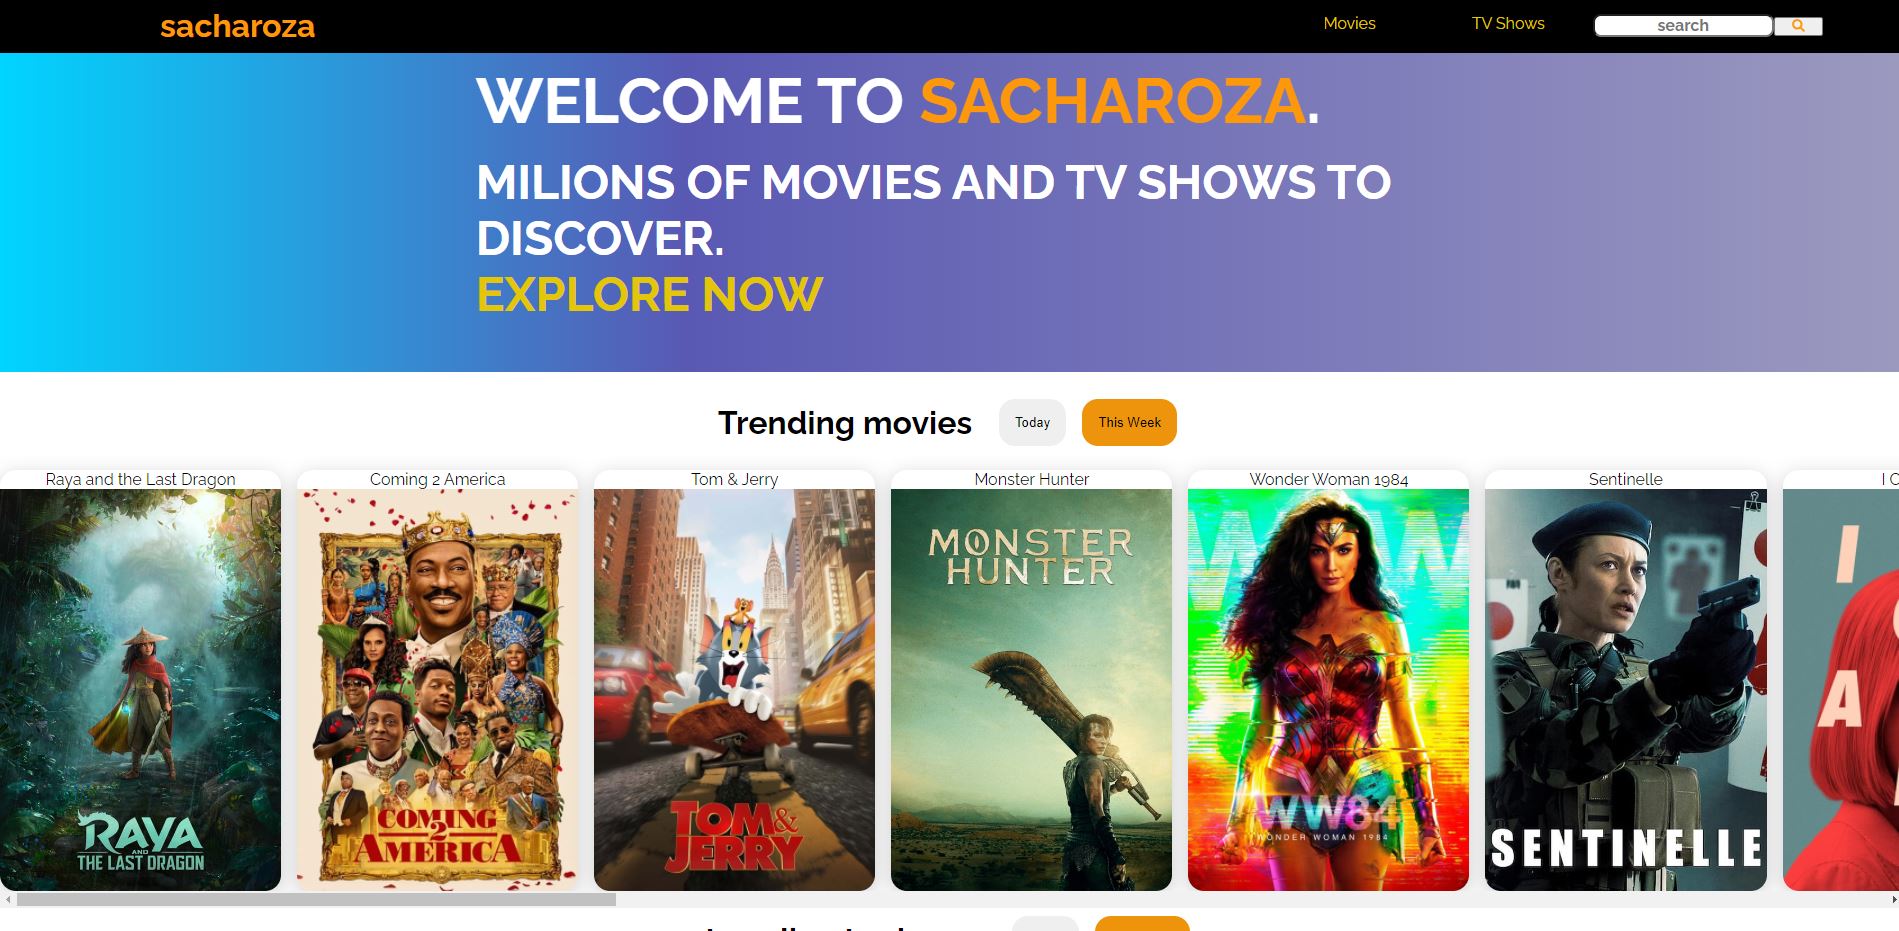 sacharoza
Movies
TV Shows
search
WELCOME TO SACHAROZA.
MILIONS OF MOVIES AND TV SHOWS TO
DISCOVER.
EXPLORE NOW
Trending movies
Today
This Week
Raya and the Last Dragon
Coming 2 America
Tom & Jerry
Monster Hunter
Wonder Woman 1984
Sentinelle
I C
RAYA
AND
THE LAST DRAGON
COMING
2
AMERICA
TOM&
JERRY
MONSTER
HUNTER
WW
WW84
WONDER WOMAN 1984
SENTINELLE
I
A